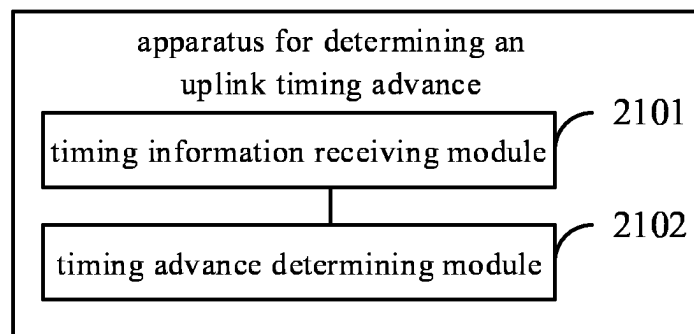 apparatus for determining an
uplink timing advance
2101
timing information receiving module
2102
timing advance determining module